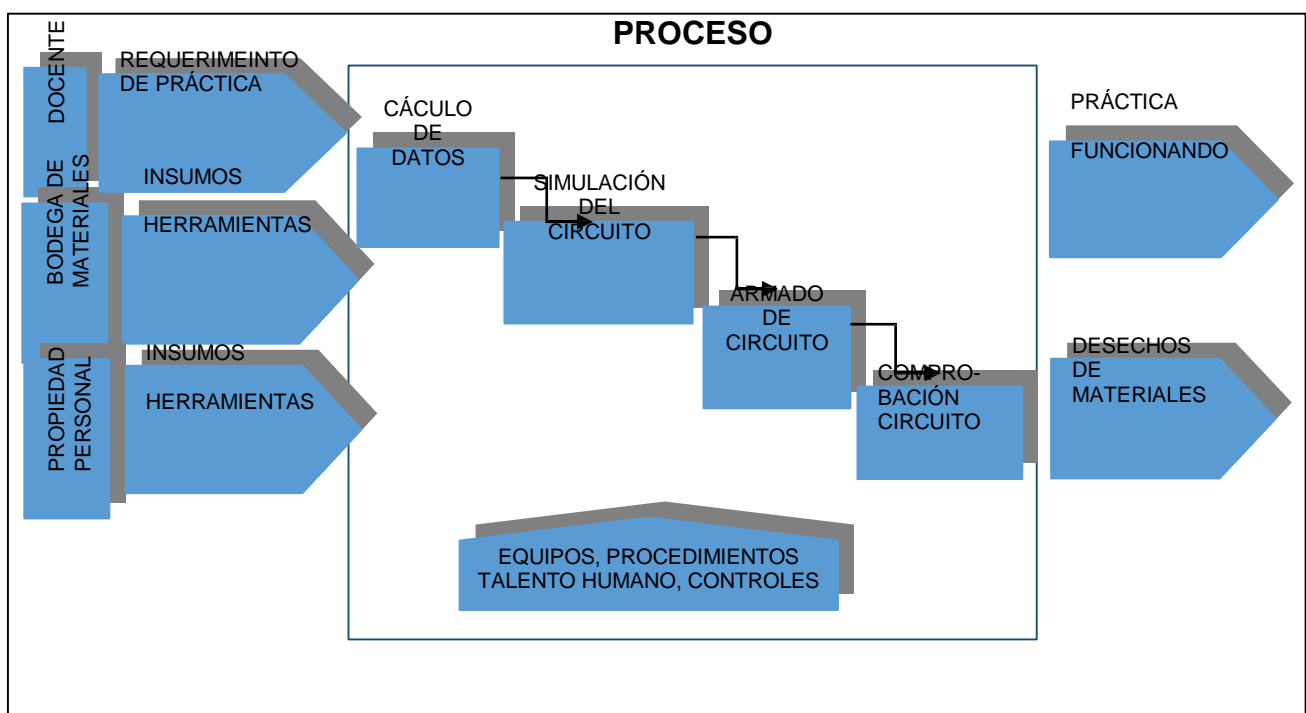 PROCESO
DOCENTE
REQUERIMEINTO
DE PRÁCTICA
BODEGA DE
MATERIALES
INSUMOS
HERRAMIENTAS
PROPIEDAD
PERSONAL
INSUMOS
HERRAMIENTAS
CÁCULO
DE
DATOS
SIMULACIÓN
DEL
CIRCUITO
ARMADO
DE
CIRCUITO
COMPRO-
BACIÓN
CIRCUITO
EQUIPOS, PROCEDIMIENTOS
TALENTO HUMANO, CONTROLES
PRÁCTICA
FUNCIONANDO
DESECHOS
DE
MATERIALES